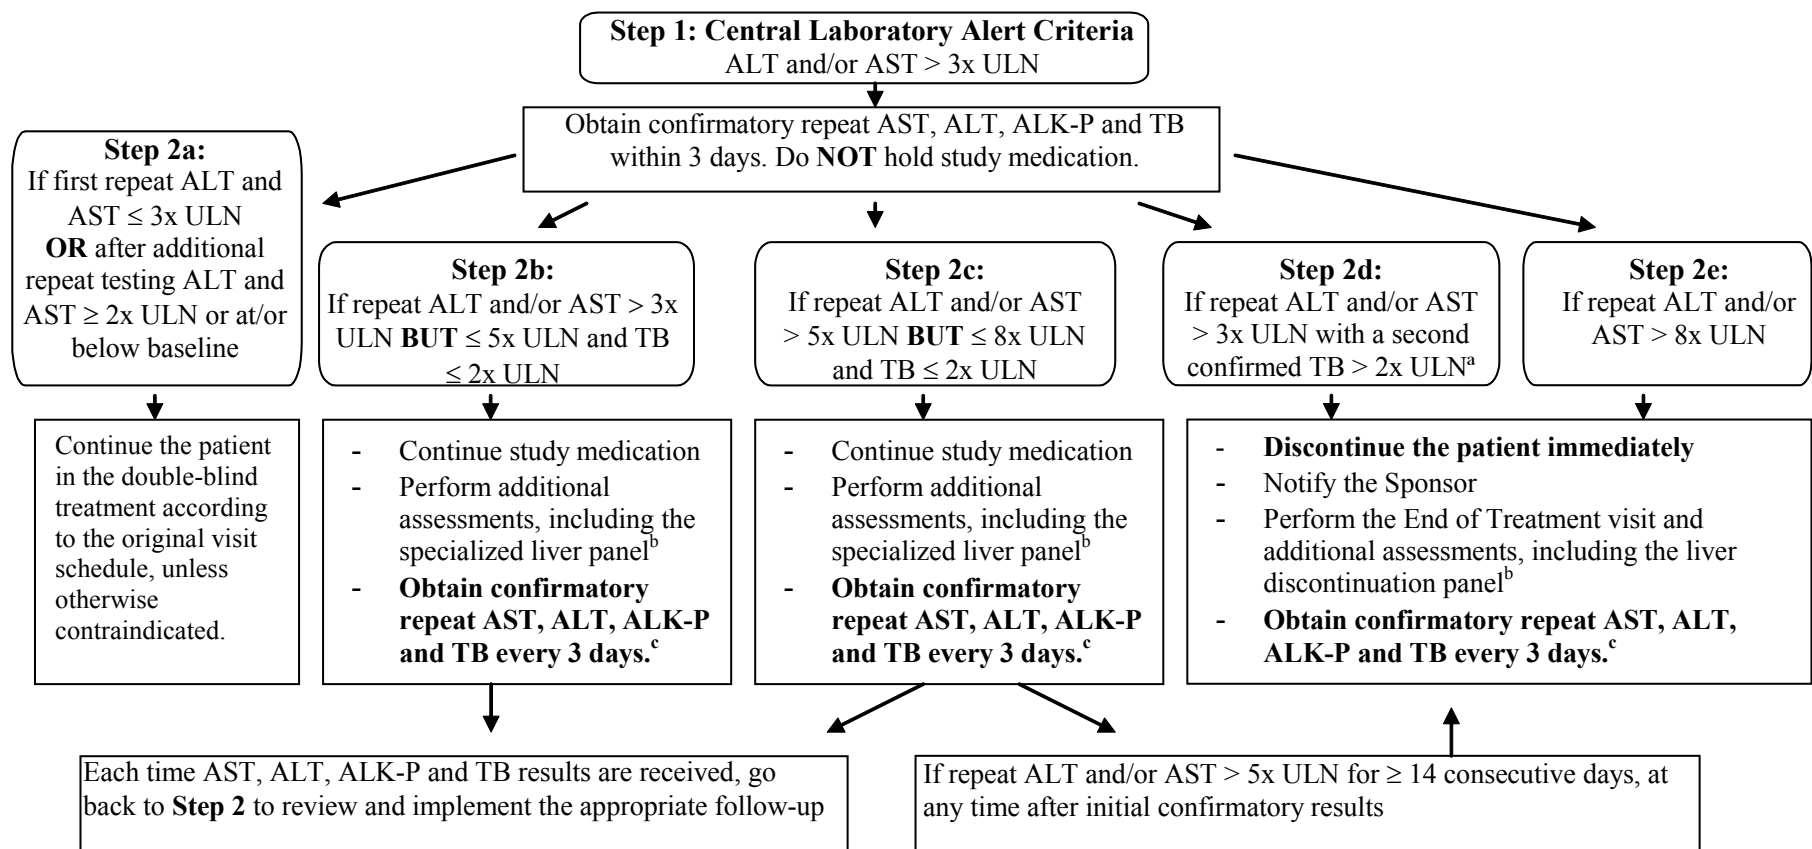 Step 1: Central Laboratory Alert Criteria
ALT and/or AST > 3x ULN
Obtain confirmatory repeat AST, ALT, ALK-P and TB
within 3 days. Do NOT hold study medication.
Step 2a:
If first repeat ALT and
AST ≤ 3x ULN
OR after additional
repeat testing ALT and
AST ≥ 2x ULN or at/or
below baseline
Step 2b:
If repeat ALT and/or AST > 3x
ULN BUT ≤ 5x ULN and TB
≤ 2x ULN
Step 2c:
If repeat ALT and/or AST
> 5x ULN BUT ≤ 8x ULN
and TB ≤ 2x ULN
Step 2d:
If repeat ALT and/or AST
> 3x ULN with a second
confirmed TB > 2x ULNᵃ
Step 2e:
If repeat ALT and/or
AST > 8x ULN
Continue the patient
in the double-blind
treatment according
to the original visit
schedule, unless
otherwise
contraindicated.
- Continue study medication
- Perform additional
assessments, including the
specialized liver panelᵇ
- Obtain confirmatory
repeat AST, ALT, ALK-P
and TB every 3 days.ᶜ
- Continue study medication
- Perform additional
assessments, including the
specialized liver panelᵇ
- Obtain confirmatory
repeat AST, ALT, ALK-P
and TB every 3 days.ᶜ
- Discontinue the patient immediately
- Notify the Sponsor
- Perform the End of Treatment visit and
additional assessments, including the liver
discontinuation panelᵇ
- Obtain confirmatory repeat AST, ALT,
ALK-P and TB every 3 days.ᶜ
Each time AST, ALT, ALK-P and TB results are received, go
back to Step 2 to review and implement the appropriate follow-up
If repeat ALT and/or AST > 5x ULN for ≥ 14 consecutive days, at
any time after initial confirmatory results